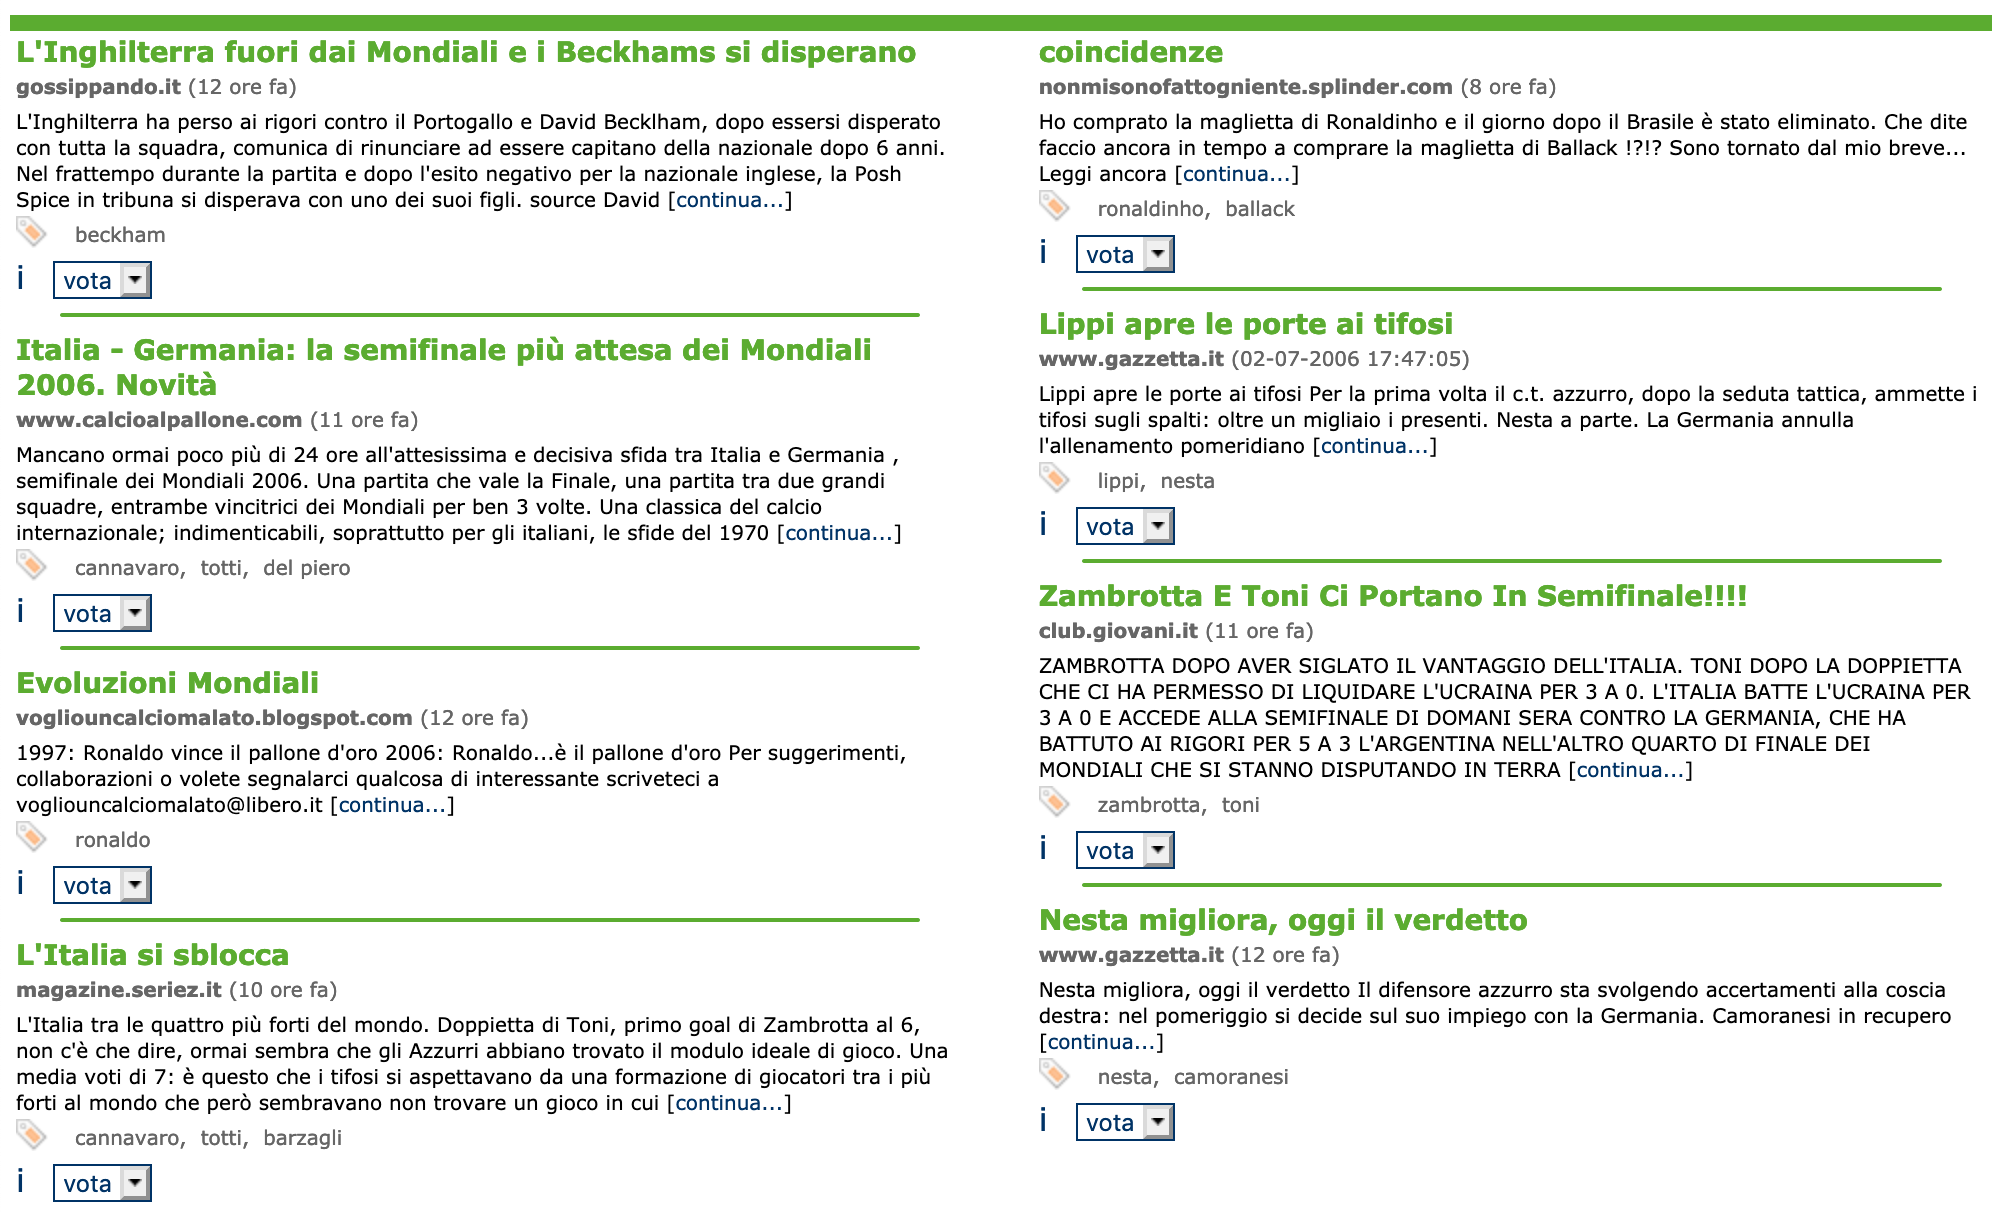 L'Inghilterra fuori dai Mondiali e i Beckhams si disperano
gossippando.it (12 ore fa)
L'Inghilterra ha perso ai rigori contro il Portogallo e David Becklham, dopo essersi disperato
con tutta la squadra, comunica di rinunciare ad essere capitano della nazionale dopo 6 anni.
Nel frattempo durante la partita e dopo l'esito negativo per la nazionale inglese, la Posh
Spice in tribuna si disperava con uno dei suoi figli. source David [continua...]
beckham
i vota
Italia - Germania: la semifinale più attesa dei Mondiali
2006. Novità
www.calcioalpallone.com (11 ore fa)
Mancano ormai poco più di 24 ore all'attesissima e decisiva sfida tra Italia e Germania ,
semifinale dei Mondiali 2006. Una partita che vale la Finale, una partita tra due grandi
squadre, entrambe vincitrici dei Mondiali per ben 3 volte. Una classica del calcio
internazionale; indimenticabili, soprattutto per gli italiani, le sfide del 1970 [continua...]
cannavaro, totti, del piero
i vota
Evoluzioni Mondiali
vogliouncalciomalato.blogspot.com (12 ore fa)
1997: Ronaldo vince il pallone d'oro 2006: Ronaldo...è il pallone d'oro Per suggerimenti,
collaborazioni o volete segnalarci qualcosa di interessante scriveteci a
vogliouncalciomalato@libero.it [continua...]
ronaldo
i vota
L'Italia si sblocca
magazine.seriez.it (10 ore fa)
L'Italia tra le quattro più forti del mondo. Doppietta di Toni, primo goal di Zambrotta al 6,
non c'è che dire, ormai sembra che gli Azzurri abbiano trovato il modulo ideale di gioco. Una
media voti di 7: è questo che i tifosi si aspettavano da una formazione di giocatori tra i più
forti al mondo che però sembravano non trovare un gioco in cui [continua...]
cannavaro, totti, barzagli
i vota
coincidenze
nonmisonofattogniente.splinder.com (8 ore fa)
Ho comprato la maglietta di Ronaldinho e il giorno dopo il Brasile è stato eliminato. Che dite
faccio ancora in tempo a comprare la maglietta di Ballack !?!? Sono tornato dal mio breve...
Leggi ancora [continua...]
ronaldinho, ballack
i vota
Lippi apre le porte ai tifosi
www.gazzetta.it (02-07-2006 17:47:05)
Lippi apre le porte ai tifosi Per la prima volta il c.t. azzurro, dopo la seduta tattica, ammette i
tifosi sugli spalti: oltre un migliaio i presenti. Nesta a parte. La Germania annulla
l'allenamento pomeridiano [continua...]
lippi, nesta
i vota
Zambrotta E Toni Ci Portano In Semifinale!!!!
club.giovani.it (11 ore fa)
ZAMBROTTA DOPO AVER SIGLATO IL VANTAGGIO DELL'ITALIA. TONI DOPO LA DOPPIETTA
CHE CI HA PERMESSO DI LIQUIDARE L'UCRAINA PER 3 A 0. L'ITALIA BATTE L'UCRAINA PER
3 A 0 E ACCEDE ALLA SEMIFINALE DI DOMANI SERA CONTRO LA GERMANIA, CHE HA
BATTUTO AI RIGORI PER 5 A 3 L'ARGENTINA NELL'ALTRO QUARTO DI FINALE DEI
MONDIALI CHE SI STANNO DISPUTANDO IN TERRA [continua...]
zambrotta, toni
i vota
Nesta migliora, oggi il verdetto
www.gazzetta.it (12 ore fa)
Nesta migliora, oggi il verdetto Il difensore azzurro sta svolgendo accertamenti alla coscia
destra: nel pomeriggio si decide sul suo impiego con la Germania. Camoranesi in recupero
[continua...]
nesta, camoranesi
i vota